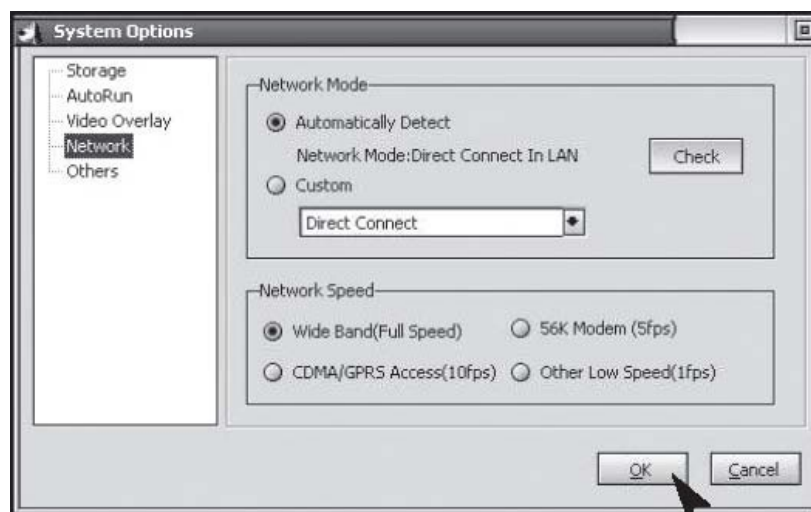 System Options
Storage
AutoRun
Video Overlay
Network
Others
Network Mode
Automatically Detect
Network Mode:Direct Connect In LAN
Check
Custom
Direct Connect
Network Speed
Wide Band(Full Speed)
56K Modem (5fps)
CDMA/GPRS Access(10fps)
Other Low Speed(1fps)
OK
Cancel